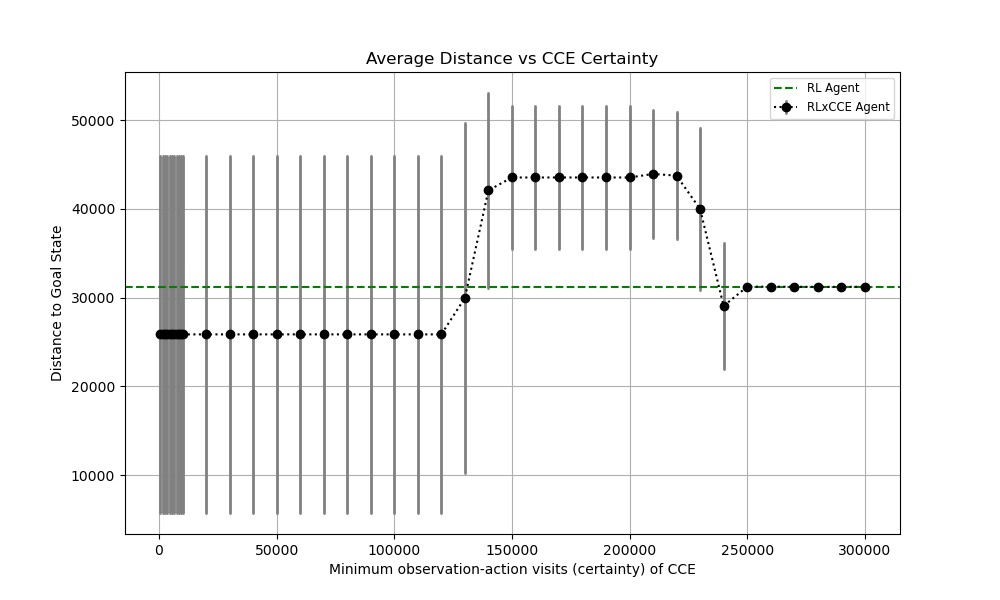 Average Distance vs CCE Certainty
RL Agent
RLxCCE Agent
Distance to Goal State
50000
40000
30000
20000
10000
0
50000
100000
150000
200000
250000
300000
Minimum observation-action visits (certainty) of CCE